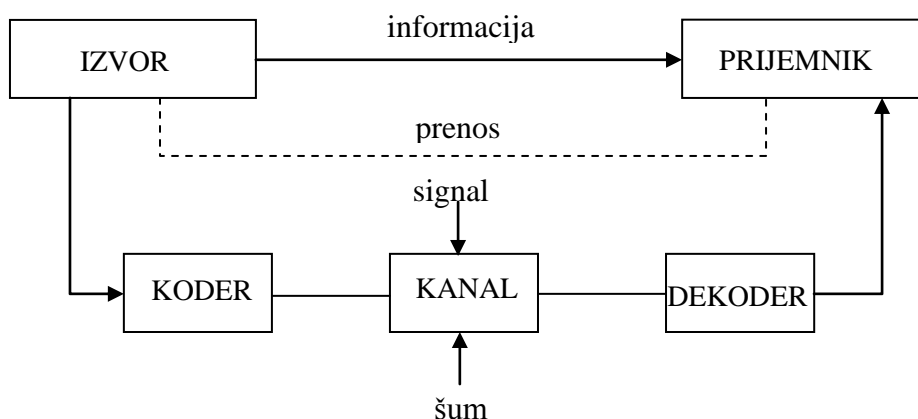 informacija
IZVOR
PRIJEMNIK
prenos
signal
KODER
KANAL
DEKODER
šum